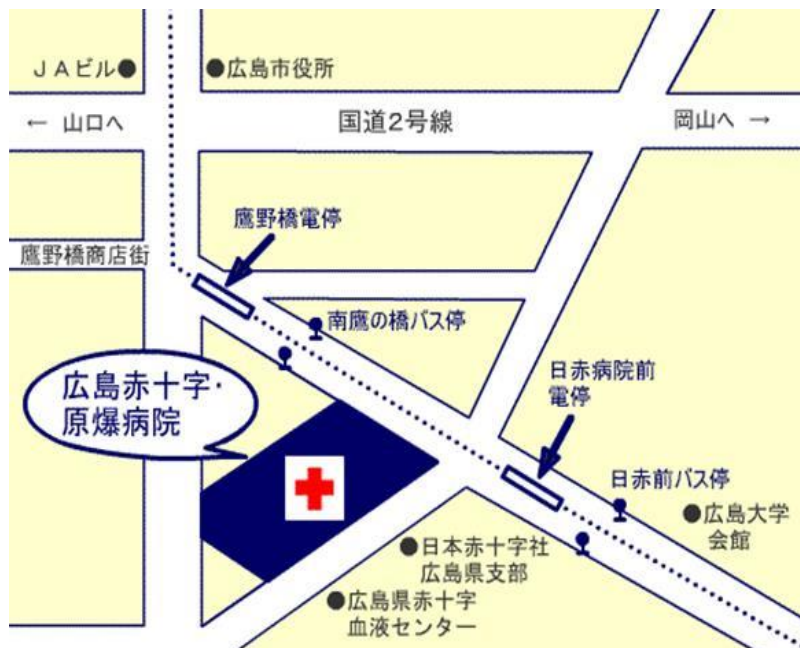 JAビル
広島市役所
← 山口へ
国道2号線
岡山へ →
鷹野橋電停
鷹野橋商店街
南鷹の橋バス停
日赤病院前
電停
広島赤十字・
原爆病院
日赤前バス停
広島大学
会館
日本赤十字社
広島県支部
広島県赤十字
血液センター